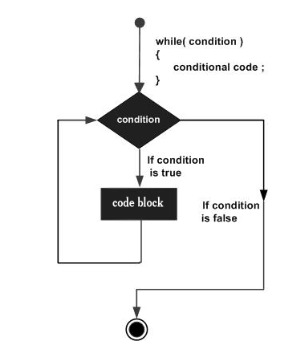 while( condition )
{
conditional code ;
}
condition
If condition
is true
code block
If condition
is false